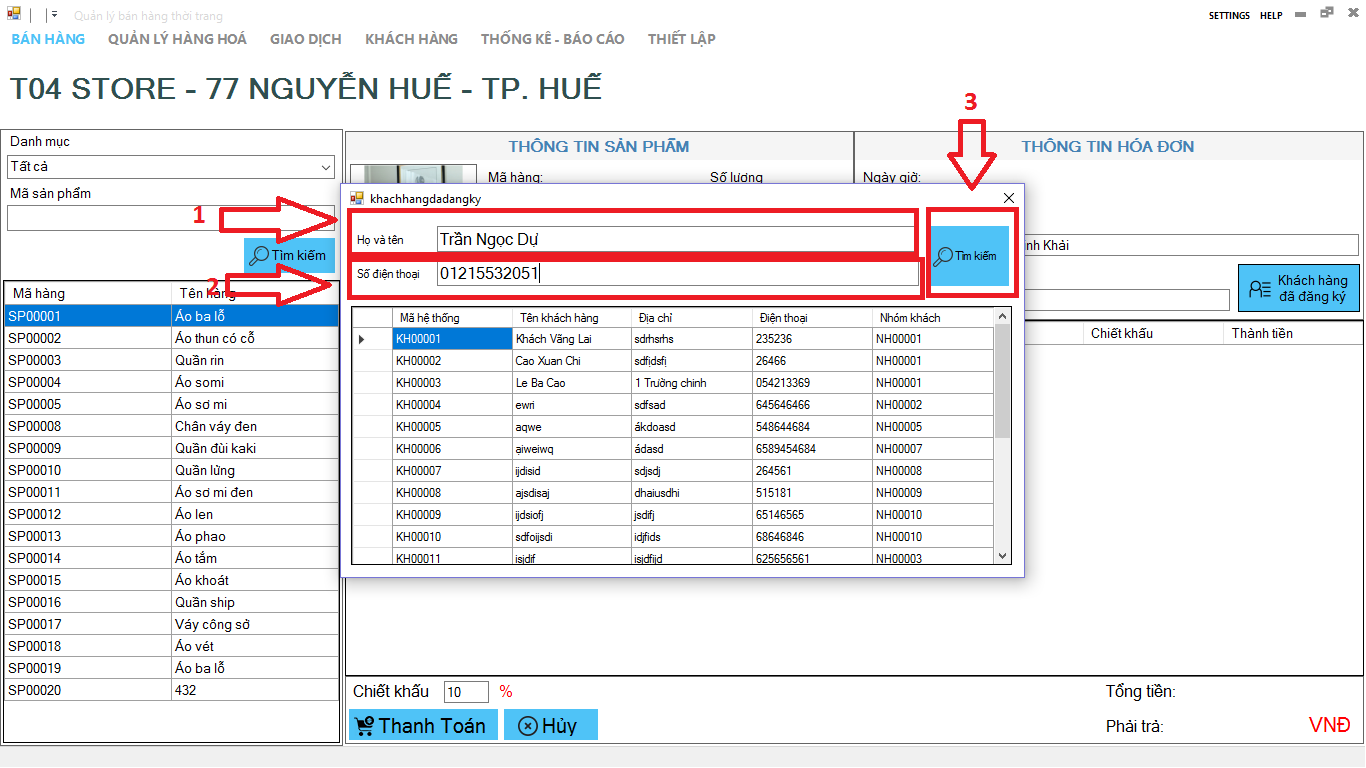 Quản lý bán hàng thời trang
SETTINGS HELP
BÁN HÀNG QUẢN LÝ HÀNG HOÁ GIAO DỊCH KHÁCH HÀNG THỐNG KÊ - BÁO CÁO THIẾT LẬP
T04 STORE - 77 NGUYỄN HUẾ - TP. HUẾ
3
Danh mục
Tất cả
Mã sản phẩm
1
Tìm kiếm
2
Mã hàng Tên hàng
SP00001 Áo ba lỗ
SP00002 Áo thun có cỗ
SP00003 Quần rin
SP00004 Áo somi
SP00005 Áo sơ mi
SP00008 Chân váy đen
SP00009 Quần đùi kaki
SP00010 Quần lửng
SP00011 Áo sơ mi đen
SP00012 Áo len
SP00013 Áo phao
SP00014 Áo tắm
SP00015 Áo khoát
SP00016 Quần ship
SP00017 Váy công sở
SP00018 Áo vét
SP00019 Áo ba lỗ
SP00020 432
THÔNG TIN SẢN PHẨM
Mã hàng: Số lượng
THÔNG TIN HÓA ĐƠN
Ngày giờ:
nh Khải
Khách hàng
đã đăng ký
Chiết khấu Thành tiền
khachhangdadangky
Họ và tên Trần Ngọc Dự
Số điện thoại 01215532051
Tìm kiếm
Mã hệ thống Tên khách hàng Địa chỉ Điện thoại Nhóm khách
KH00001 Khách Vãng Lai sdrhsrhs 235236 NH00001
KH00002 Cao Xuan Chi sdfjdsfj 26466 NH00001
KH00003 Le Ba Cao 1 Trường chinh 054213369 NH00001
KH00004 ewri sdfsad 645646466 NH00002
KH00005 aqwe ákdoasd 548644684 NH00005
KH00006 aịweiwq ádasd 6589454684 NH00007
KH00007 ijdisid sdjsdj 264561 NH00008
KH00008 ajsdisaj dhaiusdhi 515181 NH00009
KH00009 ijdsiofj jsdifj 65146565 NH00010
KH00010 sdfoijsdi idjfids 68646846 NH00010
KH00011 isjdif isjdfijd 625656561 NH00003
Chiết khấu 10 %
Thanh Toán Hủy
Tổng tiền:
Phải trả: VNĐ